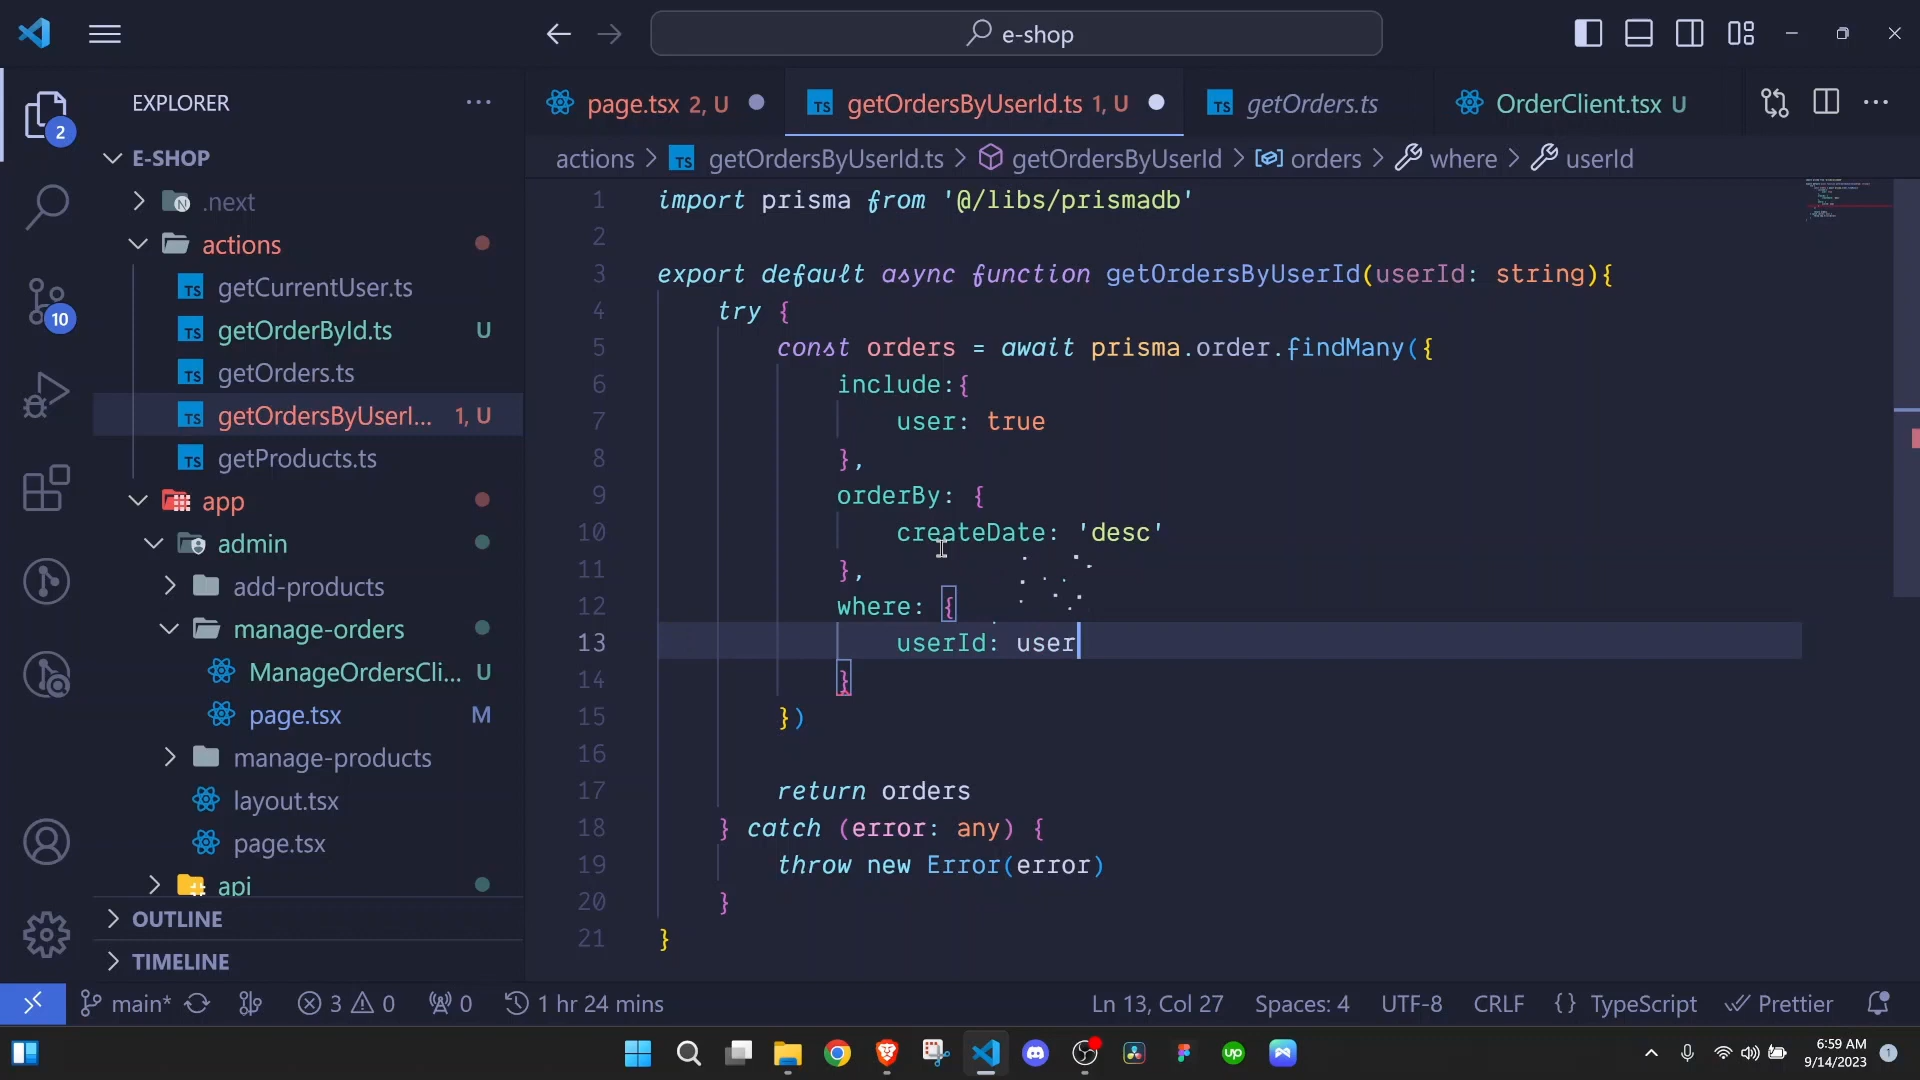 e-shop
EXPLORER
page.tsx 2, U
getOrdersByUserId.ts 1, U
getOrders.ts
OrderClient.tsx U
2
E-SHOP
actions > getOrdersByUserId.ts > getOrdersByUserId > orders > where > userId
.next
actions
getCurrentUser.ts
getOrderById.ts U
getOrders.ts
getOrdersByUserI... 1, U
getProducts.ts
app
admin
add-products
manage-orders
ManageOrdersCli... U
page.tsx M
manage-products
layout.tsx
page.tsx
api
OUTLINE
TIMELINE
10
1 import prisma from '@/libs/prismadb'
2
3 export default async function getOrdersByUserId(userId: string){
4 try {
5 const orders = await prisma.order.findMany({
6 include:{
7 user: true
8 },
9 orderBy: {
10 createDate: 'desc'
11 },
12 where: {
13 userId: user
14 }
15 })
16
17 return orders
18 } catch (error: any) {
19 throw new Error(error)
20 }
21 }
main* 3 0 0 1 hr 24 mins Ln 13, Col 27 Spaces: 4 UTF-8 CRLF {} TypeScript Prettier
6:59 AM
9/14/2023
1